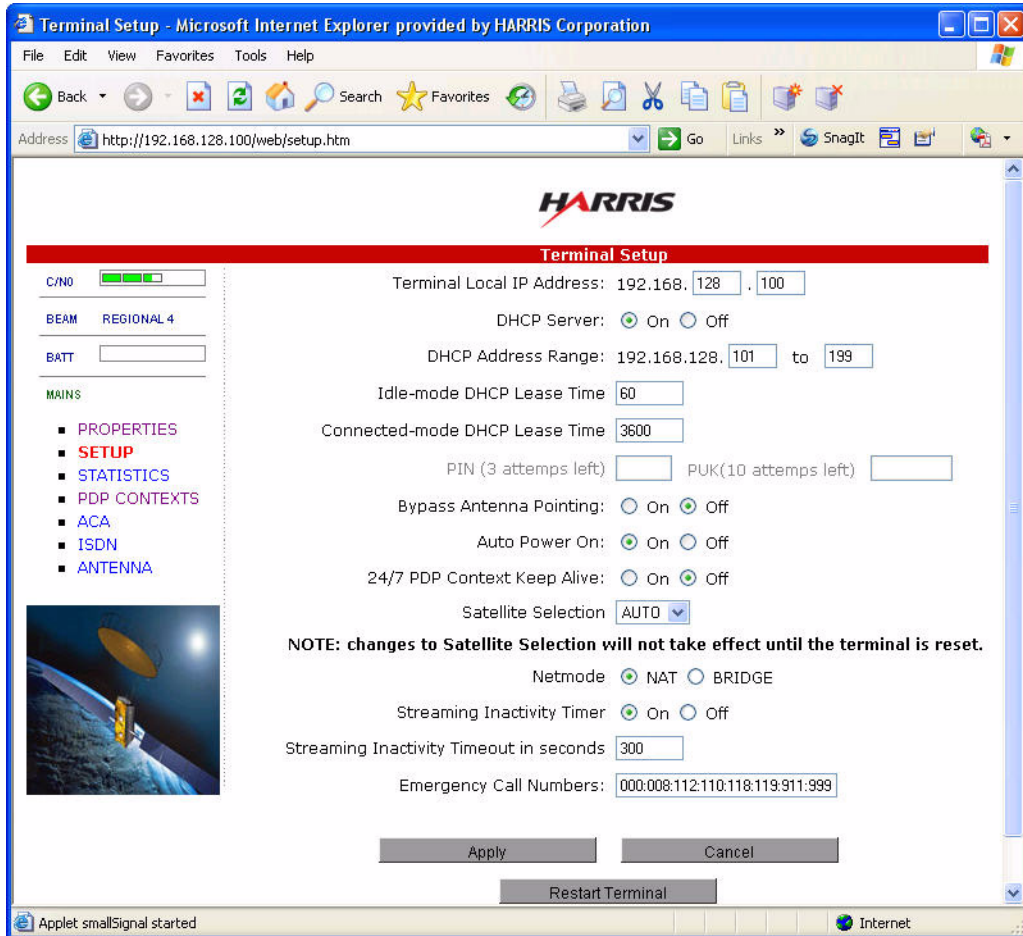 Terminal Setup - Microsoft Internet Explorer provided by HARRIS Corporation
File Edit View Favorites Tools Help
Back Search Favorites
Address http://192.168.128.100/web/setup.htm Go Links » SnagIt
HARRIS
Terminal Setup
C/N0
BEAM REGIONAL 4
BATT
MAINS
PROPERTIES
SETUP
STATISTICS
PDP CONTEXTS
ACA
ISDN
ANTENNA
Terminal Local IP Address: 192.168. 128 . 100
DHCP Server: On Off
DHCP Address Range: 192.168.128. 101 to 199
Idle-mode DHCP Lease Time 60
Connected-mode DHCP Lease Time 3600
PIN (3 attemps left) PUK(10 attemps left)
Bypass Antenna Pointing: On Off
Auto Power On: On Off
24/7 PDP Context Keep Alive: On Off
Satellite Selection AUTO
NOTE: changes to Satellite Selection will not take effect until the terminal is reset.
Netmode NAT BRIDGE
Streaming Inactivity Timer On Off
Streaming Inactivity Timeout in seconds 300
Emergency Call Numbers: 000:008:112:110:118:119:911:999
Apply Cancel
Restart Terminal
Applet smallSignal started Internet